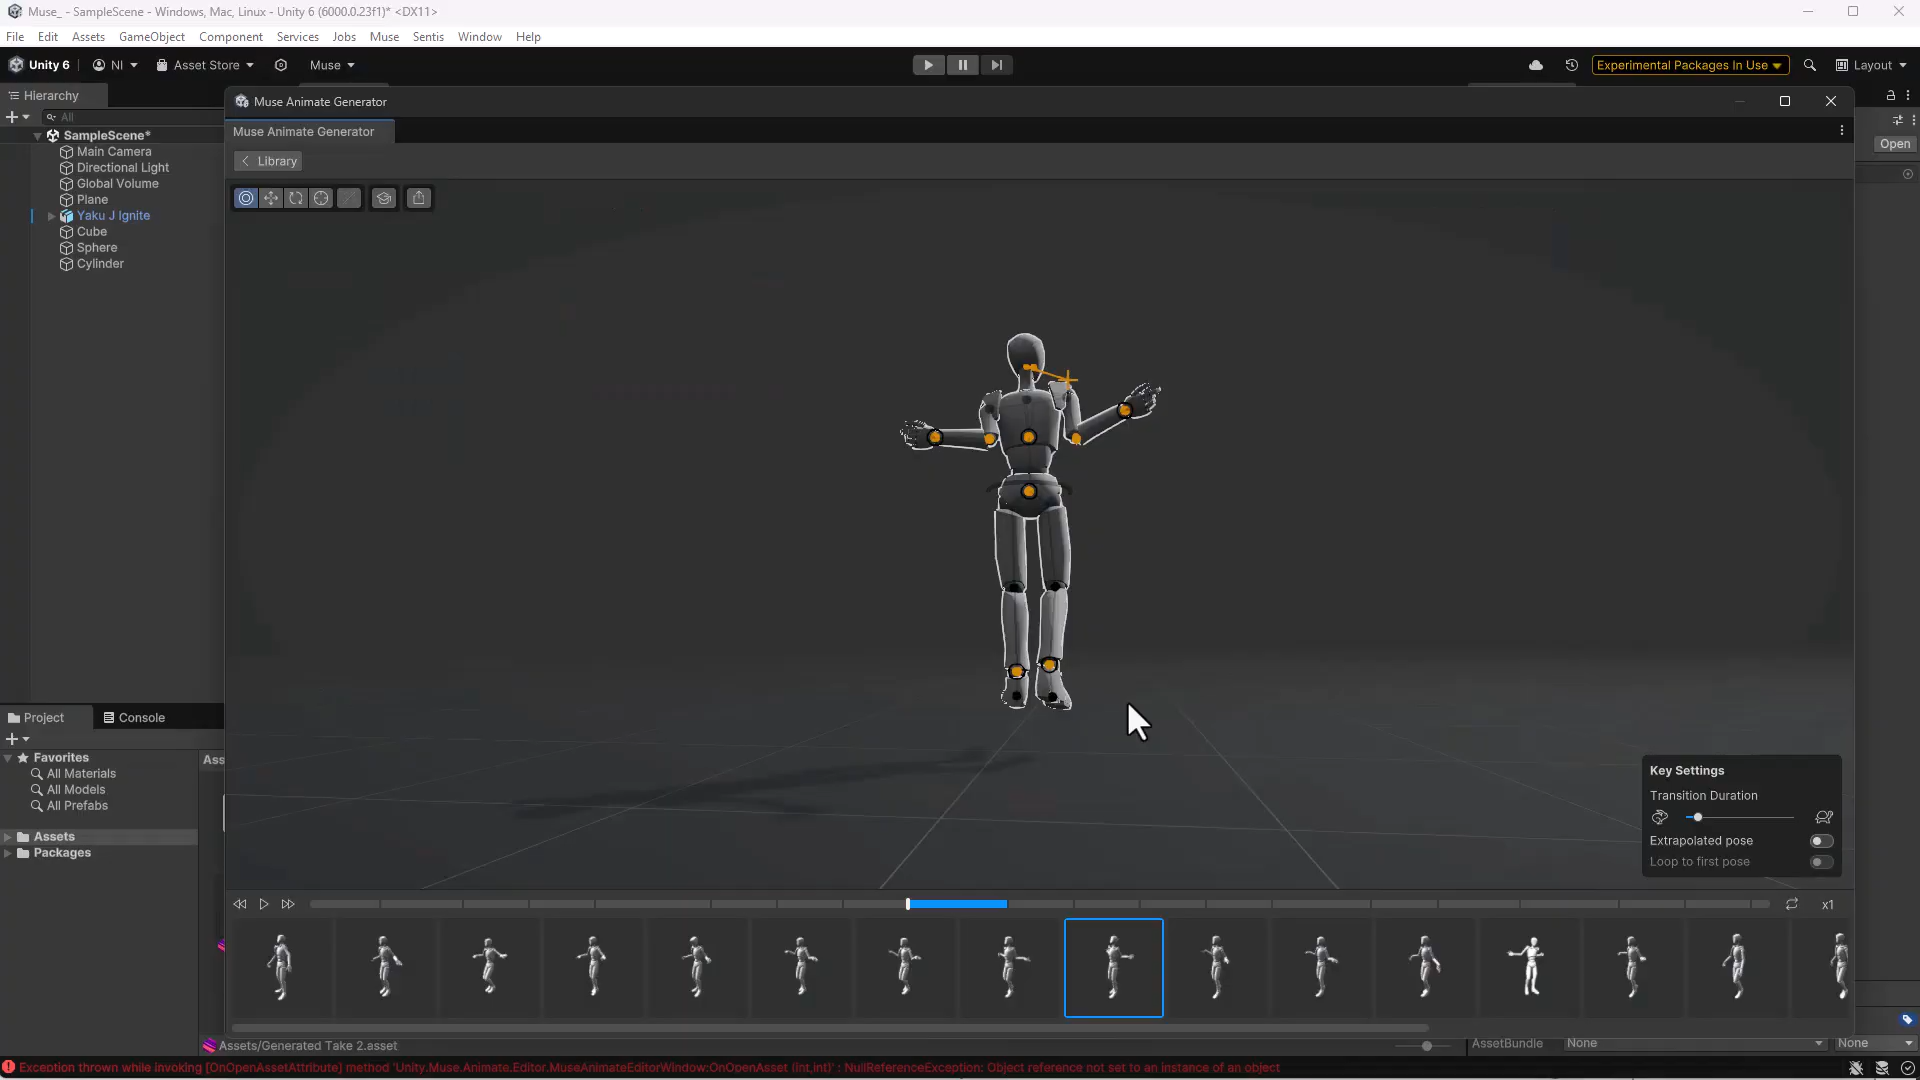 Muse_ - SampleScene - Windows, Mac, Linux - Unity 6 (6000.0.23f1)* <DX11>
File Edit Assets GameObject Component Services Jobs Muse Sentis Window Help
Unity 6 NI Asset Store Muse Experimental Packages In Use Layout
Hierarchy
Muse Animate Generator
All
Muse Animate Generator
SampleScene*
Open
Main Camera
Library
Directional Light
Global Volume
Plane
Yaku J Ignite
Cube
Sphere
Cylinder
Project Console
Favorites
Ass
All Materials
All Models
All Prefabs
Assets
Packages
Key Settings
Transition Duration
Extrapolated pose
Loop to first pose
x1
Assets/Generated Take 2.asset
AssetBundle None None
Exception thrown while invoking [OnOpenAssetAttribute] method 'Unity.Muse.Animate.Editor.MuseAnimateEditorWindow:OnOpenAsset (int,int)' : NullReferenceException: Object reference not set to an instance of an object